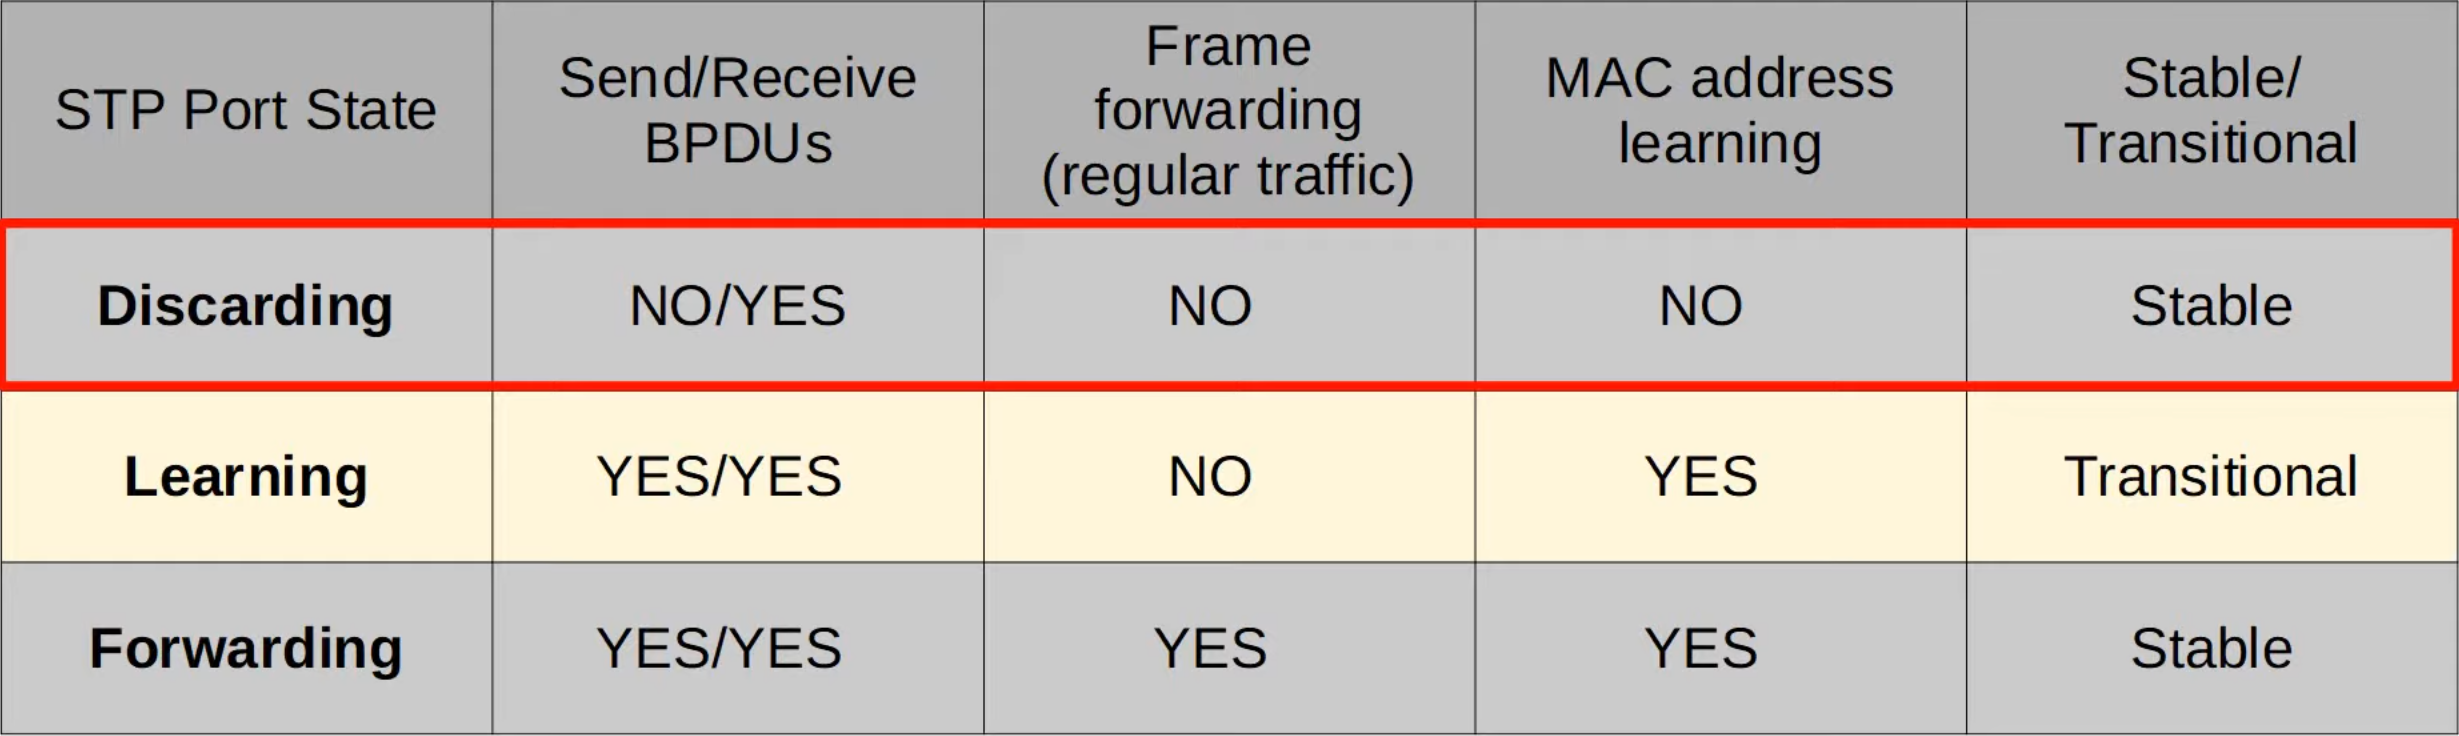 STP Port State
Send/Receive
BPDUs
Frame
forwarding
(regular traffic)
MAC address
learning
Stable/
Transitional
Discarding
NO/YES
NO
NO
Stable
Learning
YES/YES
NO
YES
Transitional
Forwarding
YES/YES
YES
YES
Stable